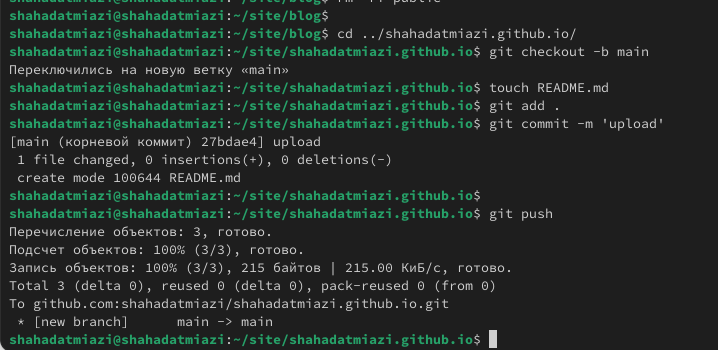 shahadatmiazi@shahadatmiazi:~/site/blog$
shahadatmiazi@shahadatmiazi:~/site/blog$ cd ../shahadatmiazi.github.io/
shahadatmiazi@shahadatmiazi:~/site/shahadatmiazi.github.io$ git checkout -b main
Переключились на новую ветку «main»
shahadatmiazi@shahadatmiazi:~/site/shahadatmiazi.github.io$ touch README.md
shahadatmiazi@shahadatmiazi:~/site/shahadatmiazi.github.io$ git add .
shahadatmiazi@shahadatmiazi:~/site/shahadatmiazi.github.io$ git commit -m 'upload'
[main (корневой коммит) 27bdae4] upload
1 file changed, 0 insertions(+), 0 deletions(-)
create mode 100644 README.md
shahadatmiazi@shahadatmiazi:~/site/shahadatmiazi.github.io$
shahadatmiazi@shahadatmiazi:~/site/shahadatmiazi.github.io$ git push
Перечисление объектов: 3, готово.
Подсчет объектов: 100% (3/3), готово.
Запись объектов: 100% (3/3), 215 байтов | 215.00 КиБ/с, готово.
Total 3 (delta 0), reused 0 (delta 0), pack-reused 0 (from 0)
To github.com:shahadatmiazi/shahadatmiazi.github.io.git
* [new branch]      main -> main
shahadatmiazi@shahadatmiazi:~/site/shahadatmiazi.github.io$